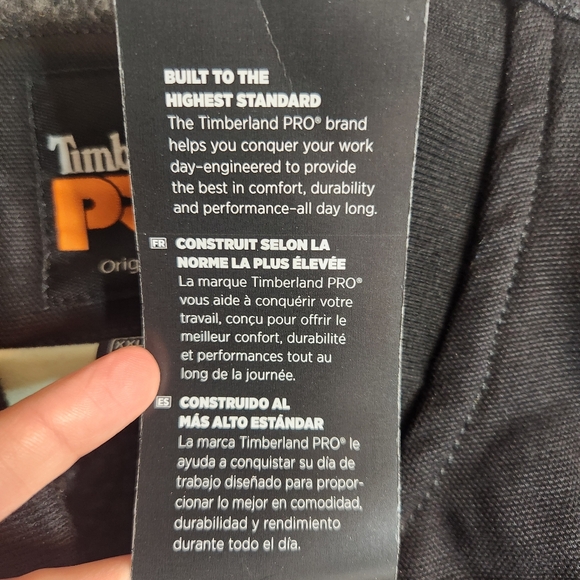 BUILT TO THE
HIGHEST STANDARD
The Timberland PRO® brand
helps you conquer your work
day–engineered to provide
the best in comfort, durability
and performance–all day long.
FR CONSTRUIT SELON LA
NORME LA PLUS ÉLEVÉE
La marque Timberland PRO®
vous aide à conquérir votre
travail, conçu pour offrir le
meilleur confort, durabilité
et performances tout au
long de la journée.
ES CONSTRUIDO AL
MÁS ALTO ESTÁNDAR
La marca Timberland PRO® le
ayuda a conquistar su día de
trabajo diseñado para propor-
cionar lo mejor en comodidad,
durabilidad y rendimiento
durante todo el día.
Timb
P
Orig
XXL